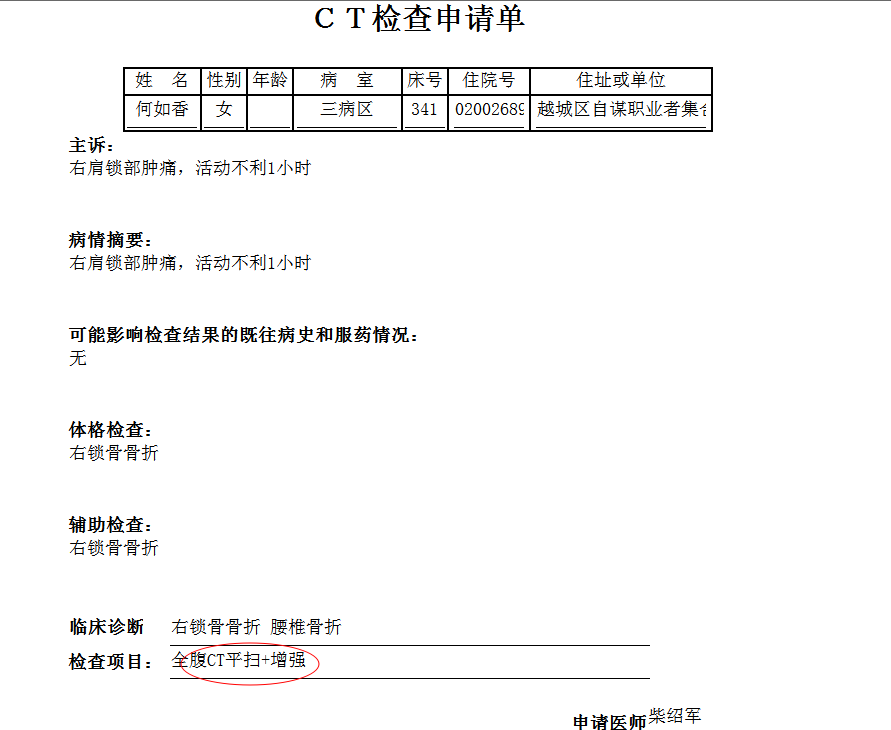 ＣＴ检查申请单
姓 名 性别 年龄 病 室 床号 住院号 住址或单位
何如香 女 三病区 341 02002689 越城区自谋职业者集合
主诉：
右肩锁部肿痛，活动不利1小时
病情摘要：
右肩锁部肿痛，活动不利1小时
可能影响检查结果的既往病史和服药情况：
无
体格检查：
右锁骨骨折
辅助检查：
右锁骨骨折
临床诊断 右锁骨骨折 腰椎骨折
检查项目： 全腹CT平扫+增强
申请医师 柴绍军